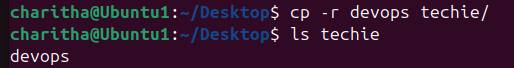 charitha@Ubuntu1:~/Desktop$ cp -r devops techie/
charitha@Ubuntu1:~/Desktop$ ls techie
devops